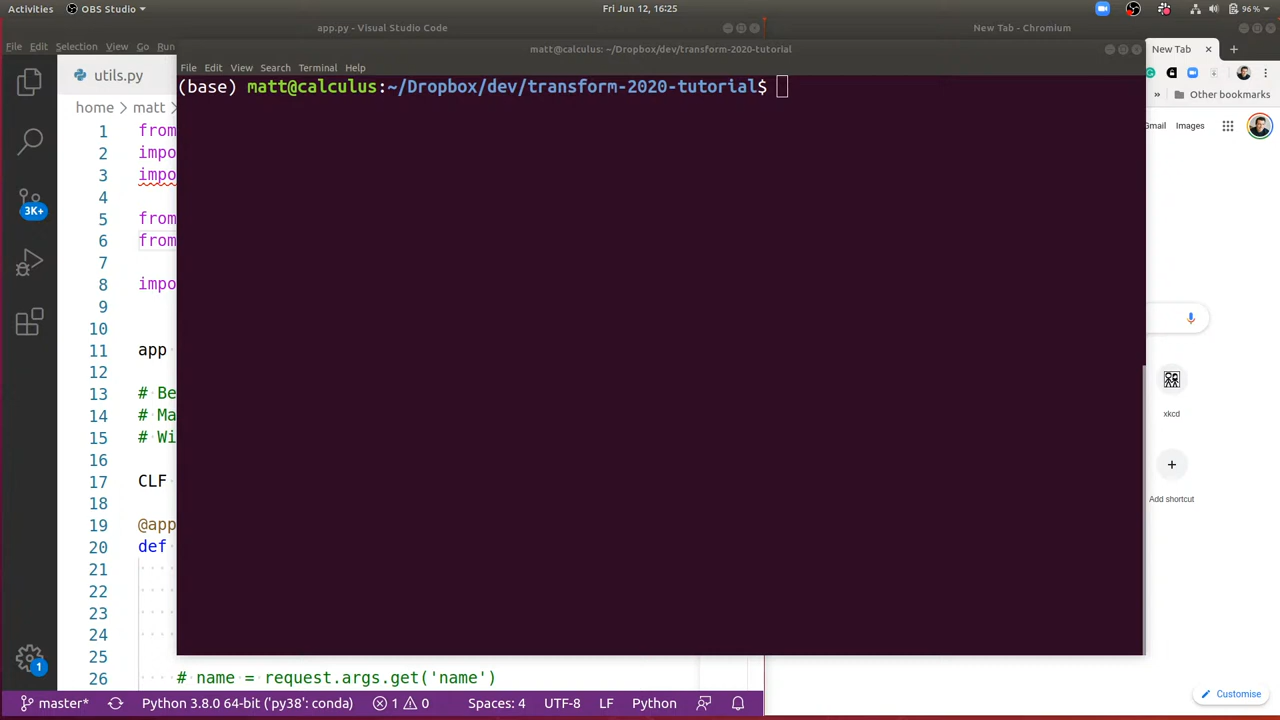 Activities OBS Studio Fri Jun 12, 16:25 96%
app.py - Visual Studio Code New Tab - Chromium
File Edit Selection View Go Run matt@calculus: ~/Dropbox/dev/transform-2020-tutorial New Tab
File Edit View Search Terminal Help
utils.py
(base) matt@calculus:~/Dropbox/dev/transform-2020-tutorial$
» Other bookmarks
home > matt >
Gmail Images
1 from
2 impo
3 impo
4
3K+
5 from
6 from
7
8 impo
9
10
11 app
12
13 # Be
14 # Ma
15 # Wi
16
xkcd
17 CLF
18
Add shortcut
19 @app
20 def
21
22
23
24
25
26 # name = request.args.get('name')
1
master* Python 3.8.0 64-bit ('py38': conda) 1 0 Spaces: 4 UTF-8 LF Python
Customise